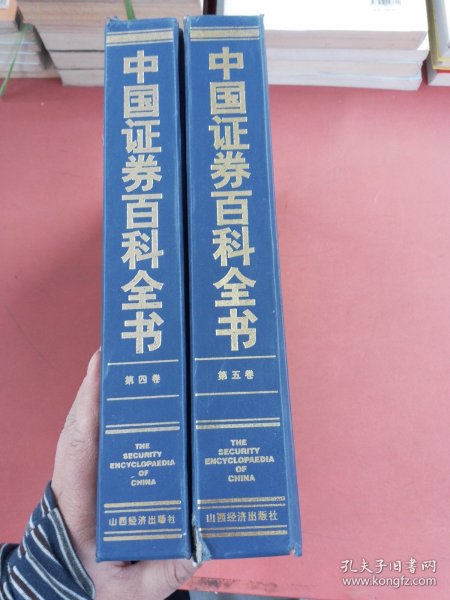 中国证券百科全书
第四卷
THE
SECURITY
ENCYCLOPAEDIA
OF
CHINA
山西经济出版社
中国证券百科全书
第五卷
THE
SECURITY
ENCYCLOPAEDIA
OF
CHINA
山西经济出版社
孔夫子旧书网
www.kongfz.com